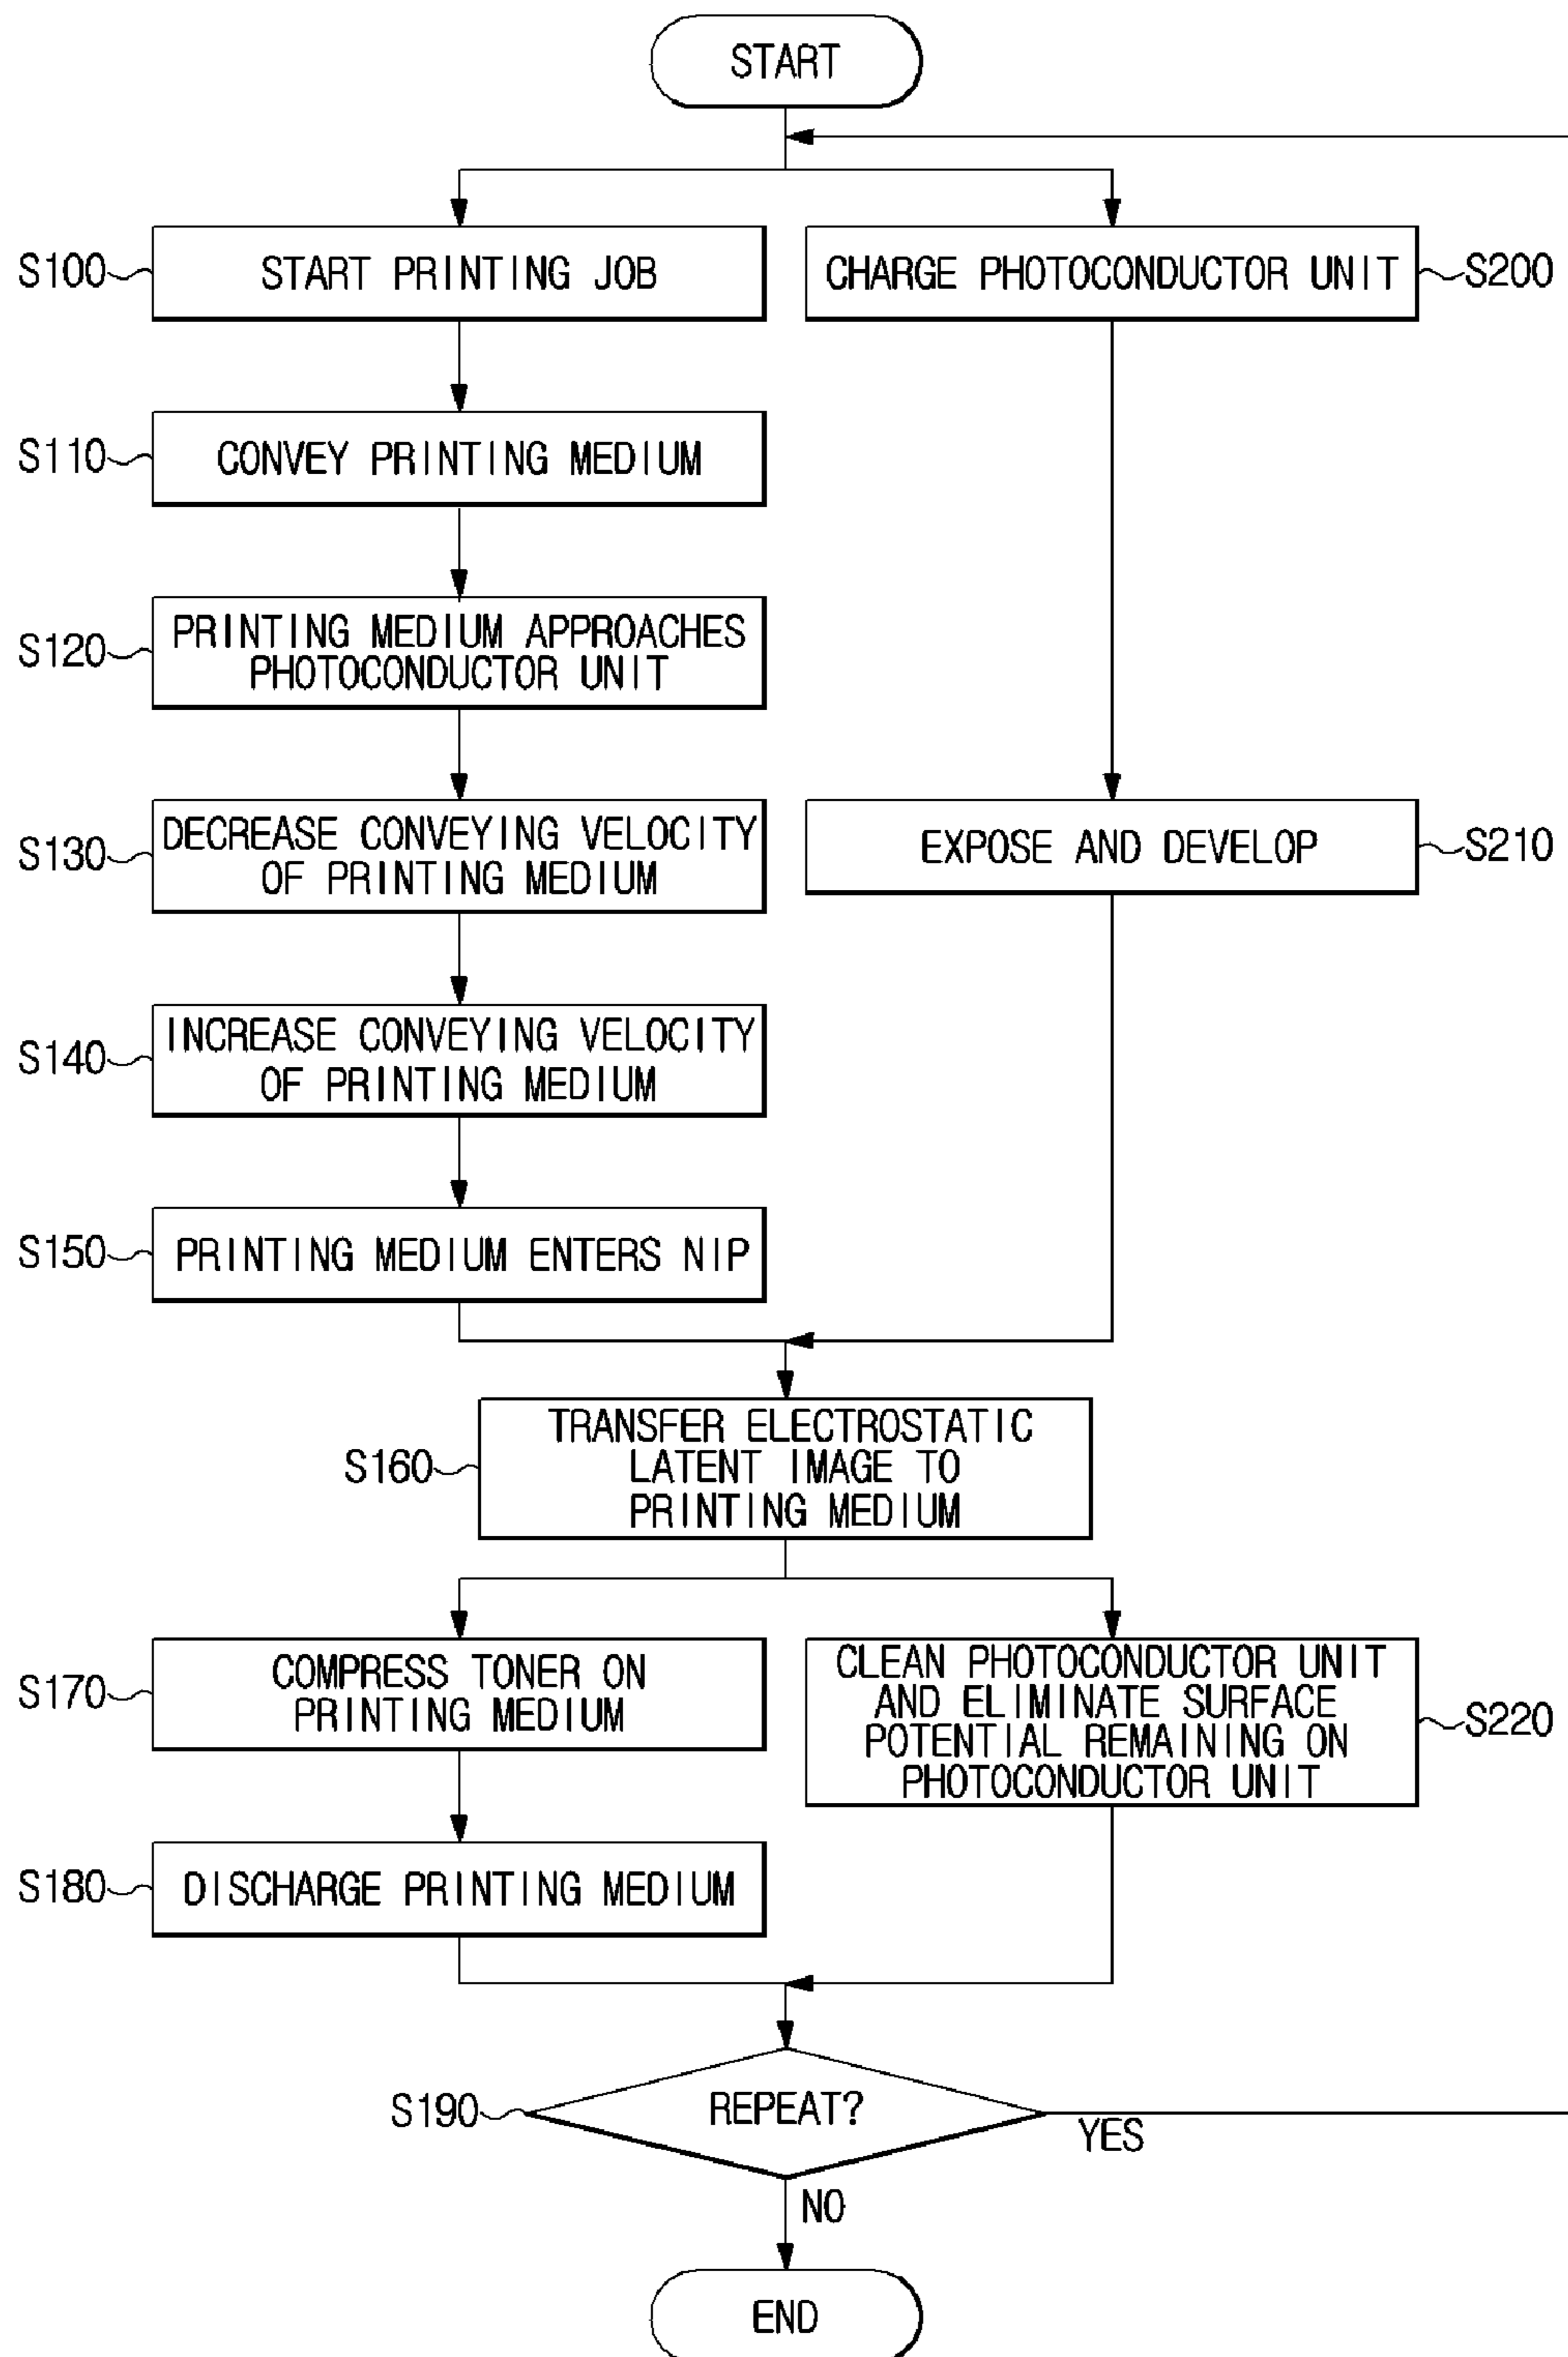 START
S100
START PRINTING JOB
CHARGE PHOTOCONDUCTOR UNIT
S200
S110
CONVEY PRINTING MEDIUM
S120
PRINTING MEDIUM APPROACHES
PHOTOCONDUCTOR UNIT
S130
DECREASE CONVEYING VELOCITY
OF PRINTING MEDIUM
EXPOSE AND DEVELOP
S210
S140
INCREASE CONVEYING VELOCITY
OF PRINTING MEDIUM
S150
PRINTING MEDIUM ENTERS NIP
S160
TRANSFER ELECTROSTATIC
LATENT IMAGE TO
PRINTING MEDIUM
S170
COMPRESS TONER ON
PRINTING MEDIUM
CLEAN PHOTOCONDUCTOR UNIT
AND ELIMINATE SURFACE
POTENTIAL REMAINING ON
PHOTOCONDUCTOR UNIT
S220
S180
DISCHARGE PRINTING MEDIUM
S190
REPEAT?
YES
NO
END